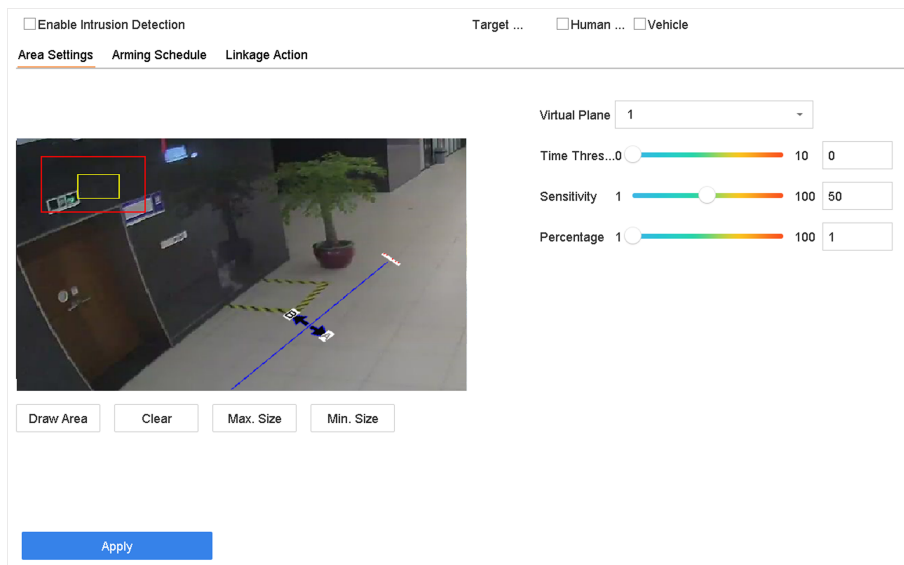 Enable Intrusion Detection Target ... Human ... Vehicle
Area Settings Arming Schedule Linkage Action
Virtual Plane 1
Time Thres...0 10 0
Sensitivity 1 100 50
Percentage 1 100 1
B
A
Draw Area Clear Max. Size Min. Size
Apply